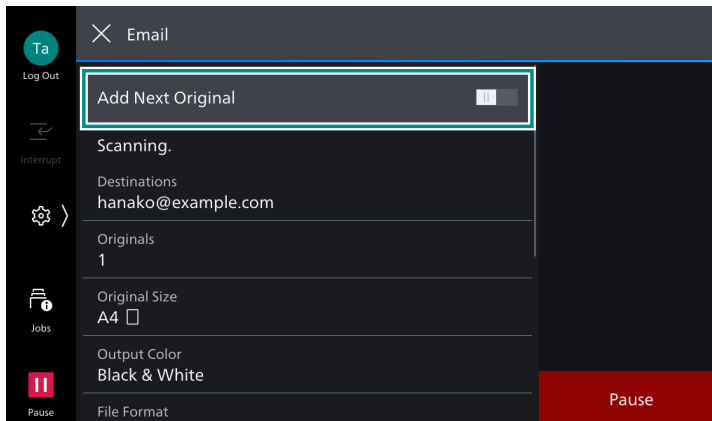 Ta
Log Out
Interrupt
Jobs
Pause
Email
Add Next Original
Scanning.
Destinations
hanako@example.com
Originals
1
Original Size
A4
Output Color
Black & White
File Format
Pause